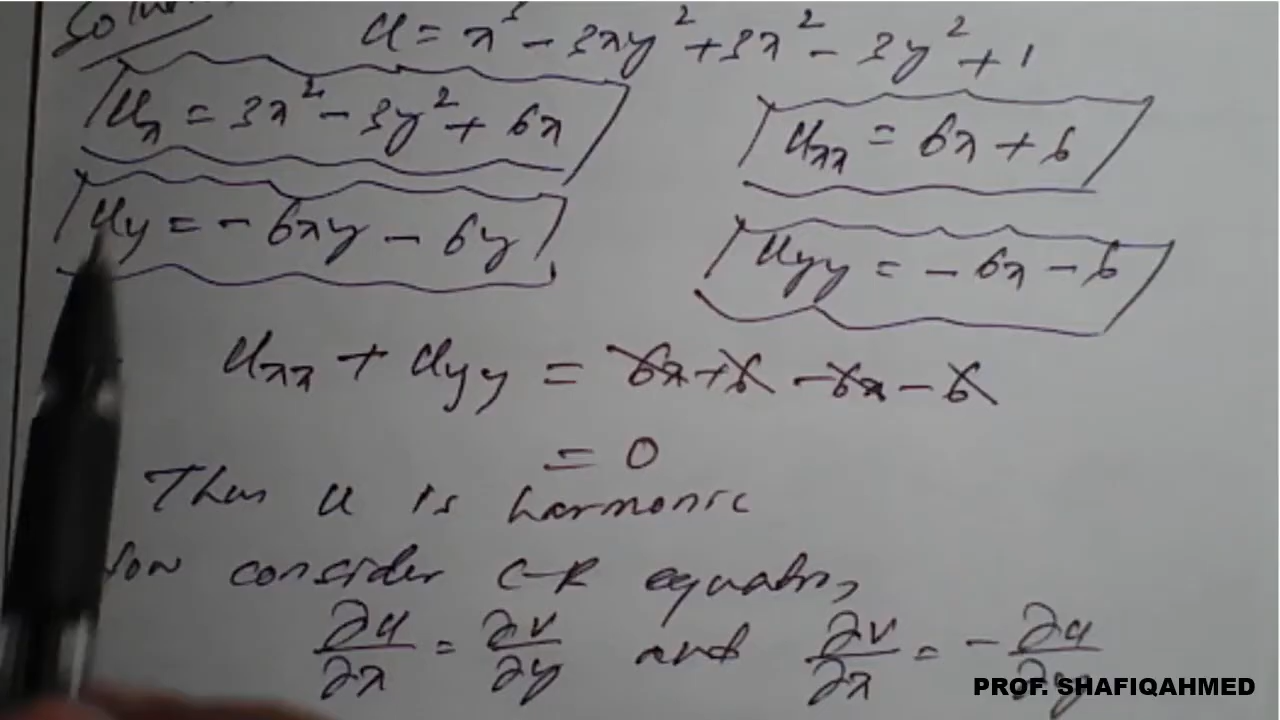 Solution
u = x³ - 3xy² + 3x² - 3y² + 1
uₓ = 3x² - 3y² + 6x
uₓₓ = 6x + 6
u_y = - 6xy - 6y
u_yy = - 6x - 6
uₓₓ + u_yy = 6x + 6 - 6x - 6
= 0
Thus u is harmonic
Now consider C-R equatns,
∂u/∂x = ∂v/∂y and ∂v/∂x = - ∂u/∂y
PROF. SHAFIQAHMED